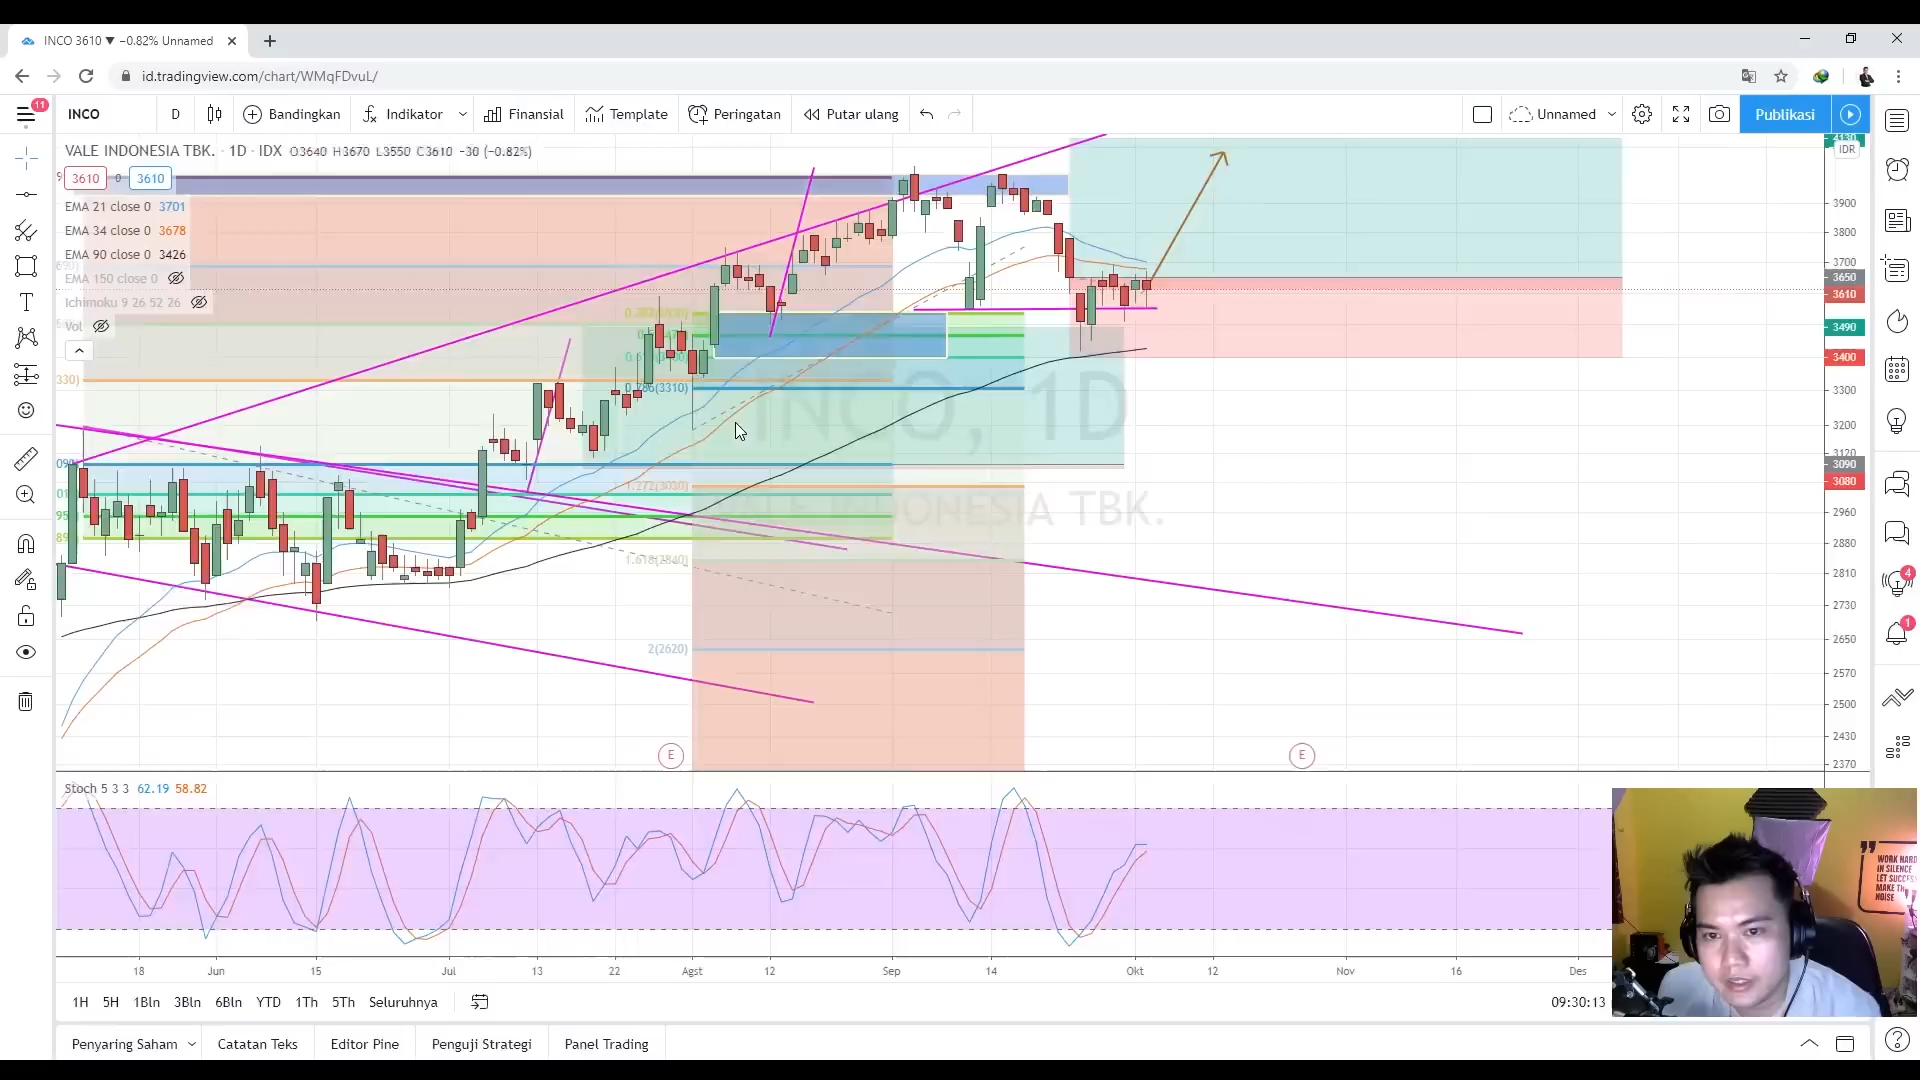 INCO 3610 ▼ −0.82% Unnamed
id.tradingview.com/chart/WMqFDvuL/
11
INCO
D
Bandingkan
Indikator
Finansial
Template
Peringatan
Putar ulang
Unnamed
Publikasi
VALE INDONESIA TBK. · 1D · IDX O3640 H3670 L3550 C3610 −30 (−0.82%)
3610 0 3610
EMA 21 close 0 3701
EMA 34 close 0 3678
EMA 90 close 0 3426
EMA 150 close 0
Ichimoku 9 26 52 26
Vol
IDR
3900
3800
3700
3650
3610
3490
3400
3300
3200
3120
3090
3080
2960
2880
2810
2730
2650
2570
2500
2430
2370
330)
0.786(3310)
1.272(3030)
1.618(2840)
2(2620)
INCO, 1D
INDONESIA TBK.
E
E
4
1
Stoch 5 3 3 62.19 58.82
18
Jun
15
Jul
13
22
Agst
12
Sep
14
Okt
12
Nov
16
Des
1H
5H
1Bln
3Bln
6Bln
YTD
1Th
5Th
Seluruhnya
09:30:13
WORK HARD
IN SILENCE
LET SUCCESS
MAKE THE
NOISE
Penyaring Saham
Catatan Teks
Editor Pine
Penguji Strategi
Panel Trading